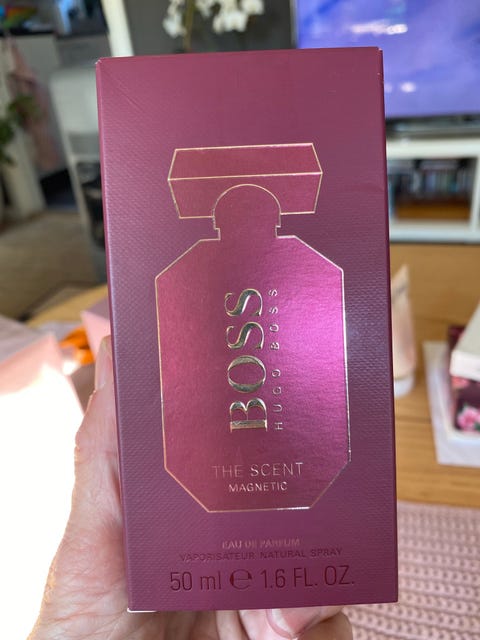 BOSS
HUGO BOSS
THE SCENT
MAGNETIC
EAU DE PARFUM
VAPORISATEUR NATURAL SPRAY
50 ml ℮ 1.6 FL. OZ.